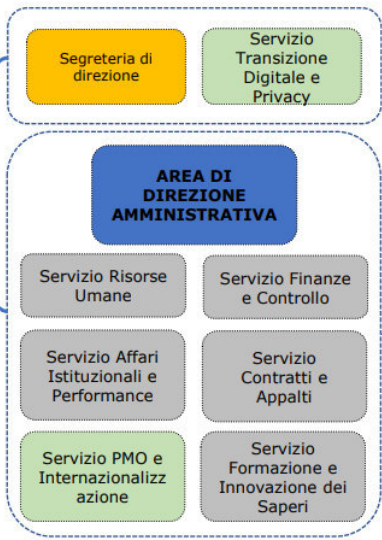 Segreteria di
direzione
Servizio
Transizione
Digitale e
Privacy
AREA DI
DIREZIONE
AMMINISTRATIVA
Servizio Risorse
Umane
Servizio Finanze
e Controllo
Servizio Affari
Istituzionali e
Performance
Servizio
Contratti e
Appalti
Servizio PMO e
Internazionalizz
azione
Servizio
Formazione e
Innovazione dei
Saperi